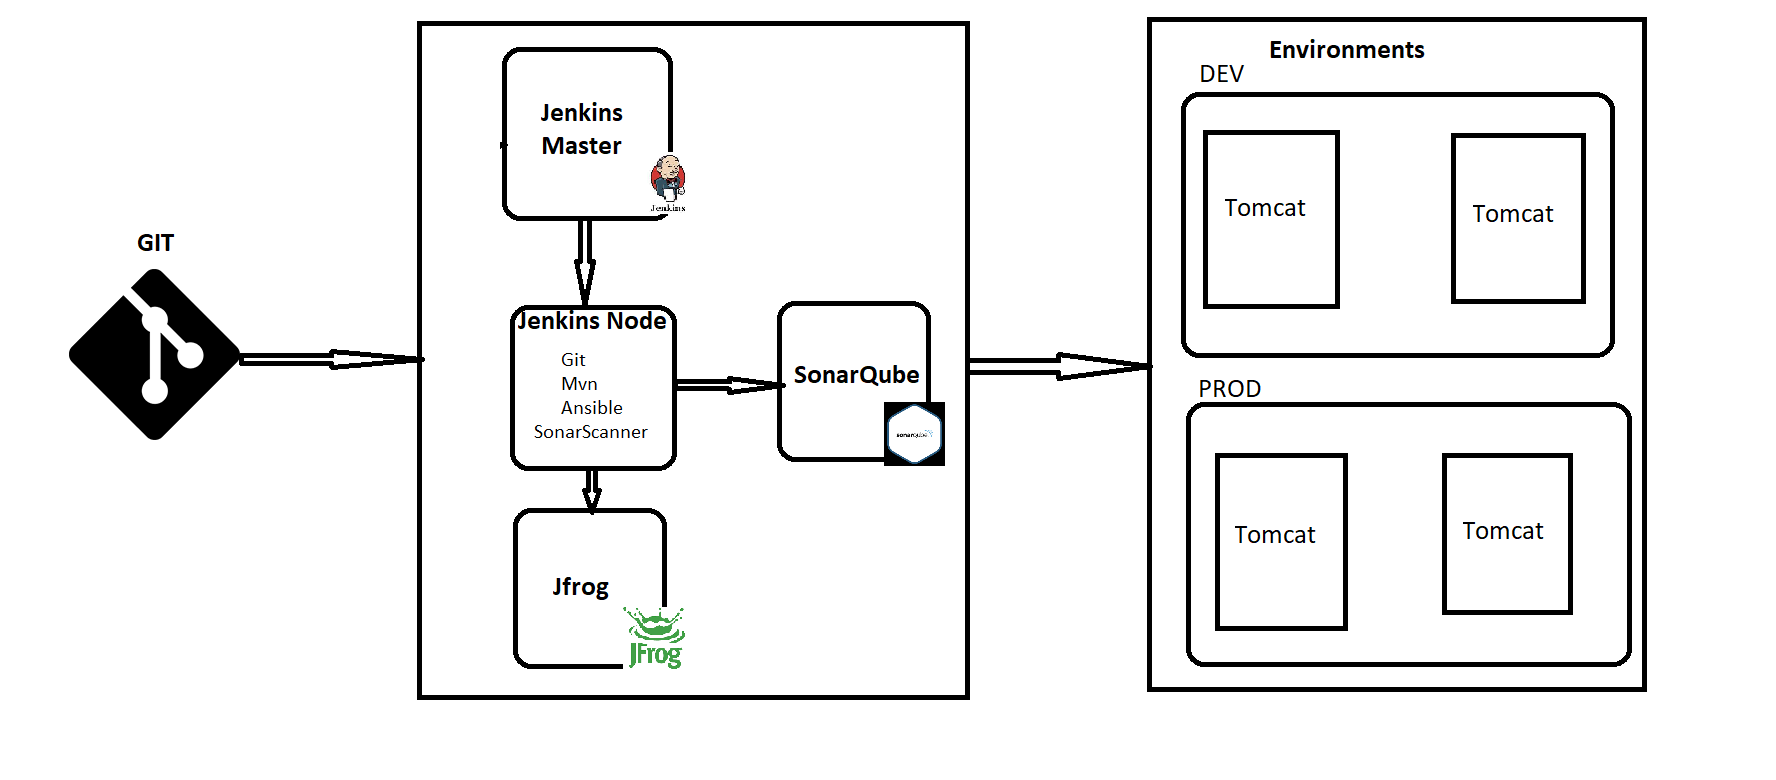 GIT
Jenkins
Master
Jenkins
Jenkins Node
Git
Mvn
Ansible
SonarScanner
SonarQube
sonarqube
Jfrog
JFrog
Environments
DEV
Tomcat
Tomcat
PROD
Tomcat
Tomcat